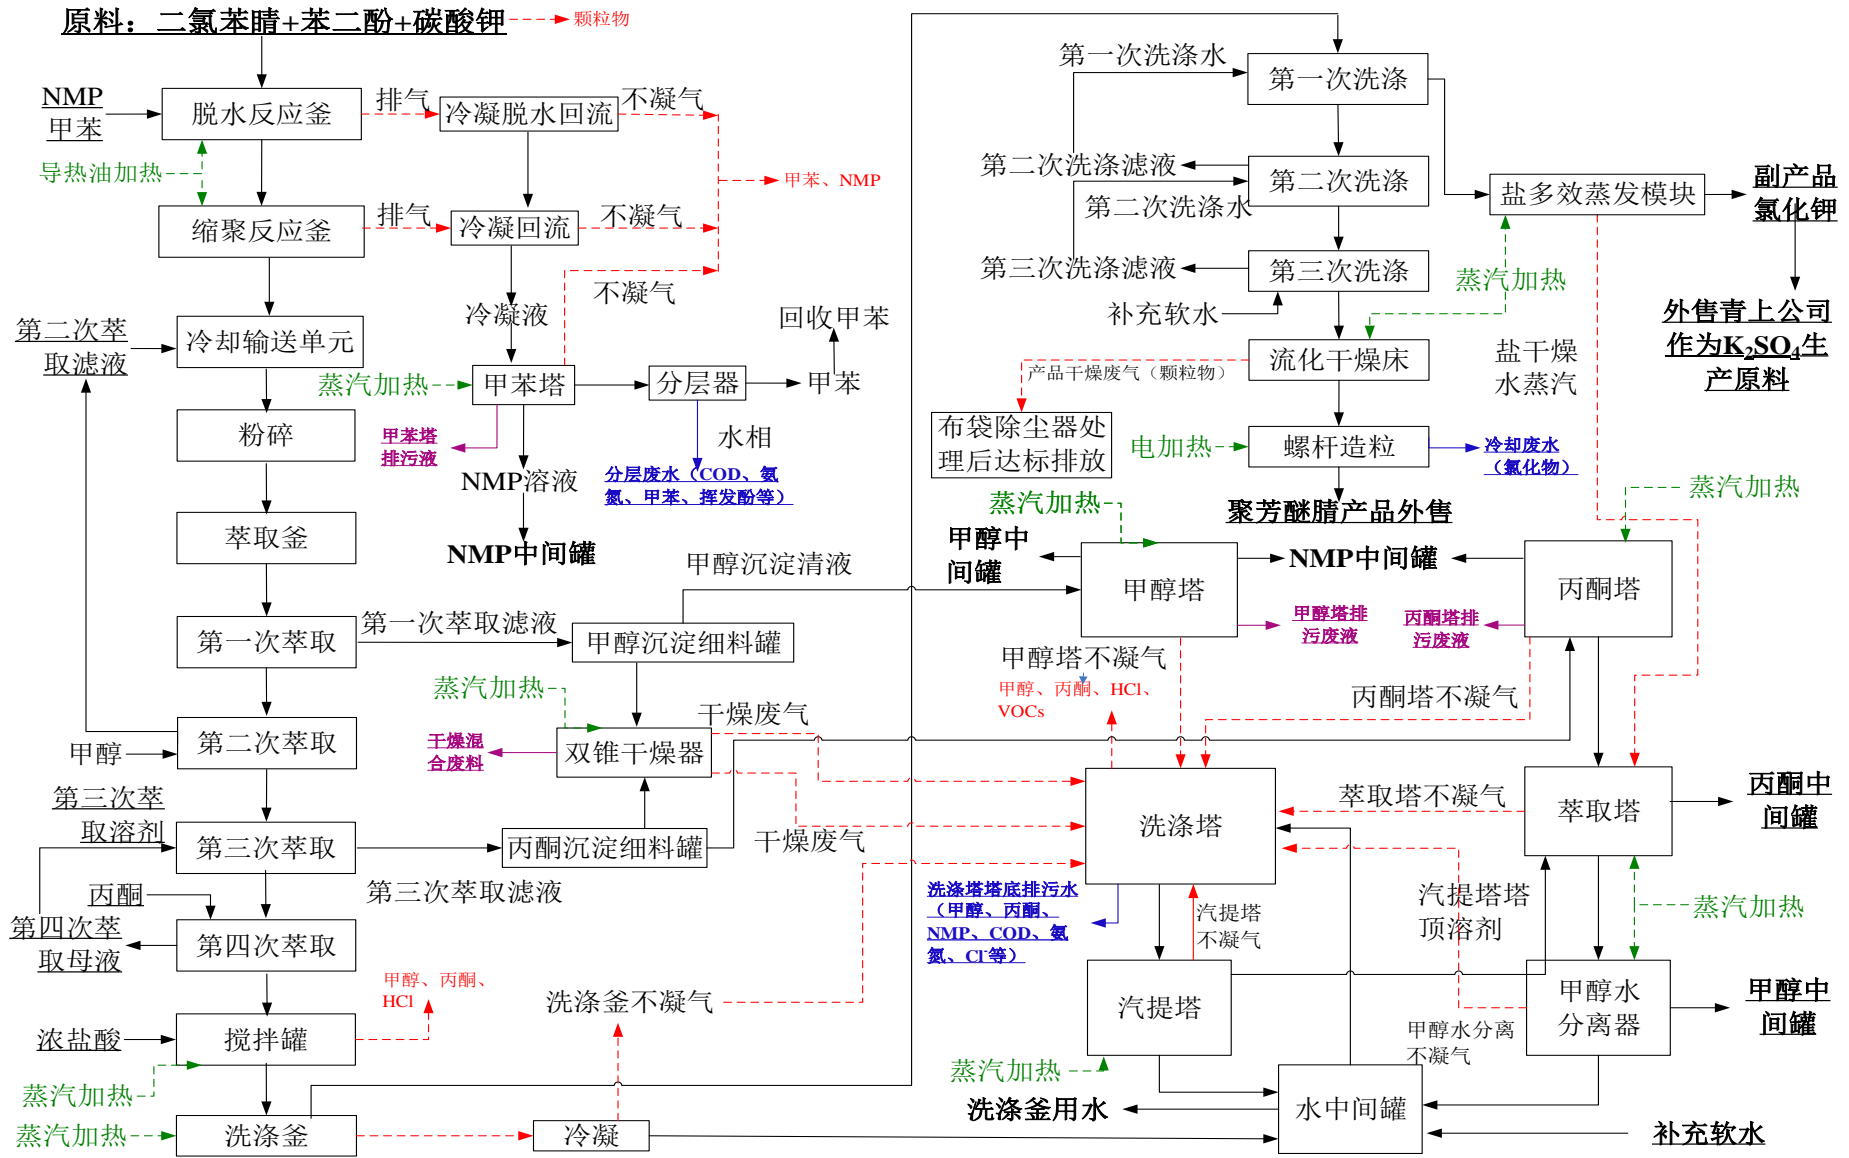 原料：二氯苯晴+苯二酚+碳酸钾
颗粒物
NMP
甲苯
脱水反应釜
排气
冷凝脱水回流
不凝气
导热油加热
甲苯、NMP
缩聚反应釜
排气
冷凝回流
不凝气
不凝气
冷凝液
第二次萃
取滤液
冷却输送单元
回收甲苯
蒸汽加热
甲苯塔
分层器
甲苯
粉碎
甲苯塔
排污液
水相
NMP溶液
分层废水（COD、氨
氮、甲苯、挥发酚等）
萃取釜
NMP中间罐
甲醇沉淀清液
第一次萃取
第一次萃取滤液
甲醇沉淀细料罐
蒸汽加热
干燥废气
甲醇
第二次萃取
干燥混
合废料
双锥干燥器
第三次萃
取溶剂
第三次萃取
丙酮沉淀细料罐
干燥废气
第三次萃取滤液
丙酮
第四次萃
取母液
第四次萃取
甲醇、丙酮、
HCl
洗涤釜不凝气
浓盐酸
搅拌罐
蒸汽加热
蒸汽加热
洗涤釜
冷凝
第一次洗涤水
第一次洗涤
第二次洗涤滤液
第二次洗涤
第二次洗涤水
盐多效蒸发模块
副产品
氯化钾
第三次洗涤滤液
第三次洗涤
蒸汽加热
补充软水
外售青上公司
作为K₂SO₄生
产原料
流化干燥床
盐干燥
水蒸汽
产品干燥废气（颗粒物）
布袋除尘器处
理后达标排放
电加热
螺杆造粒
冷却废水
（氯化物）
聚芳醚腈产品外售
蒸汽加热
蒸汽加热
甲醇中
间罐
甲醇塔
NMP中间罐
丙酮塔
甲醇塔排
污废液
丙酮塔排
污废液
甲醇塔不凝气
甲醇、丙酮、HCl、
VOCs
丙酮塔不凝气
洗涤塔
萃取塔不凝气
萃取塔
丙酮中
间罐
洗涤塔塔底排污水
（甲醇、丙酮、
NMP、COD、氨
氮、Cl⁻等）
汽提塔
不凝气
汽提塔塔
顶溶剂
蒸汽加热
汽提塔
甲醇水
分离器
甲醇中
间罐
甲醇水分离
不凝气
蒸汽加热
洗涤釜用水
水中间罐
补充软水